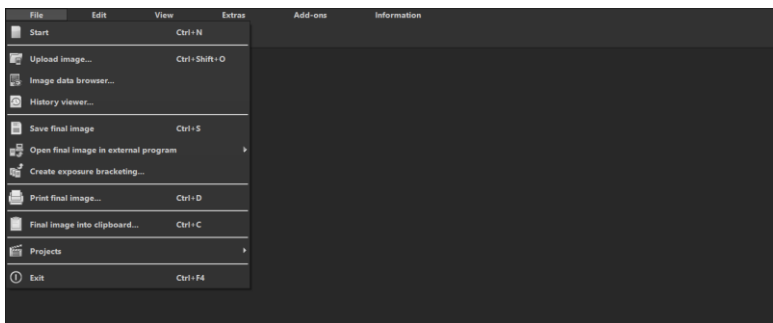 File Edit View Extras Add-ons Information
Start Ctrl+N
Upload image... Ctrl+Shift+O
Image data browser...
History viewer...
Save final image Ctrl+S
Open final image in external program
Create exposure bracketing...
Print final image... Ctrl+D
Final image into clipboard... Ctrl+C
Projects
Exit Ctrl+F4